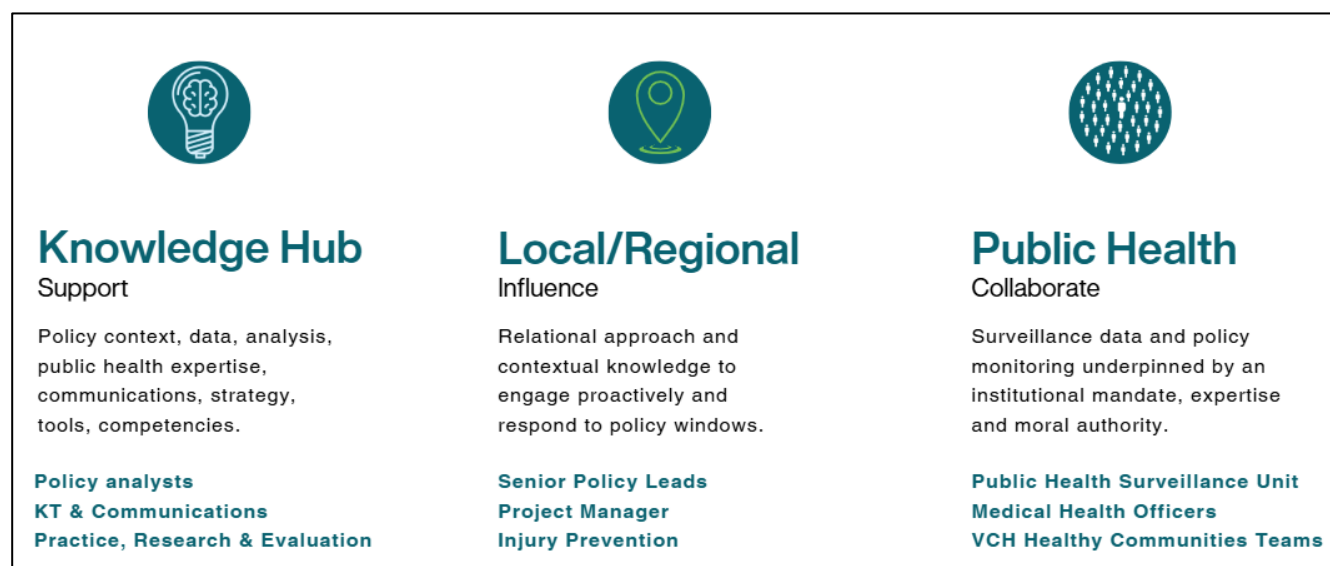 Knowledge Hub
Support
Policy context, data, analysis,
public health expertise,
communications, strategy,
tools, competencies.
Policy analysts
KT & Communications
Practice, Research & Evaluation
Local/Regional
Influence
Relational approach and
contextual knowledge to
engage proactively and
respond to policy windows.
Senior Policy Leads
Project Manager
Injury Prevention
Public Health
Collaborate
Surveillance data and policy
monitoring underpinned by an
institutional mandate, expertise
and moral authority.
Public Health Surveillance Unit
Medical Health Officers
VCH Healthy Communities Teams